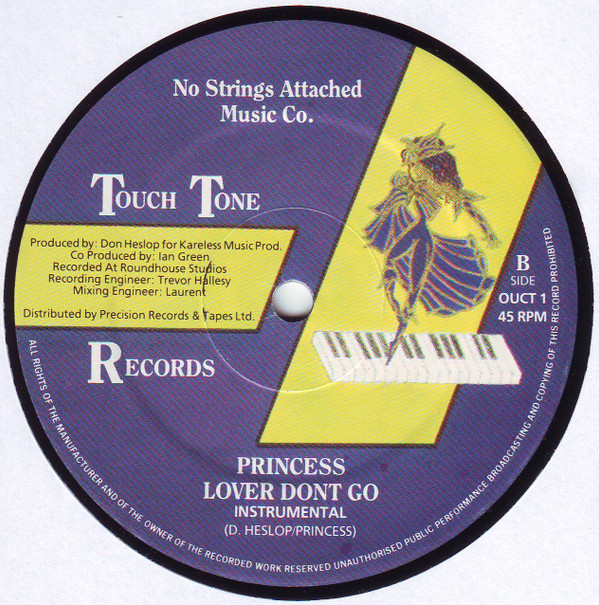 No Strings Attached
Music Co.
TOUCH TONE
Produced by: Don Heslop for Kareless Music Prod.
Co Produced by: Ian Green
Recorded At Roundhouse Studios
Recording Engineer: Trevor Hallesy
Mixing Engineer: Laurent
Distributed by Precision Records & Tapes Ltd.
B
SIDE
OUCT 1
45 RPM
RECORDS
PRINCESS
LOVER DONT GO
INSTRUMENTAL
(D. HESLOP/PRINCESS)
ALL RIGHTS OF THE MANUFACTURER AND OF THE OWNER OF THE RECORDED WORK RESERVED UNAUTHORISED PUBLIC PERFORMANCE BROADCASTING AND COPYING OF THIS RECORD PROHIBITED